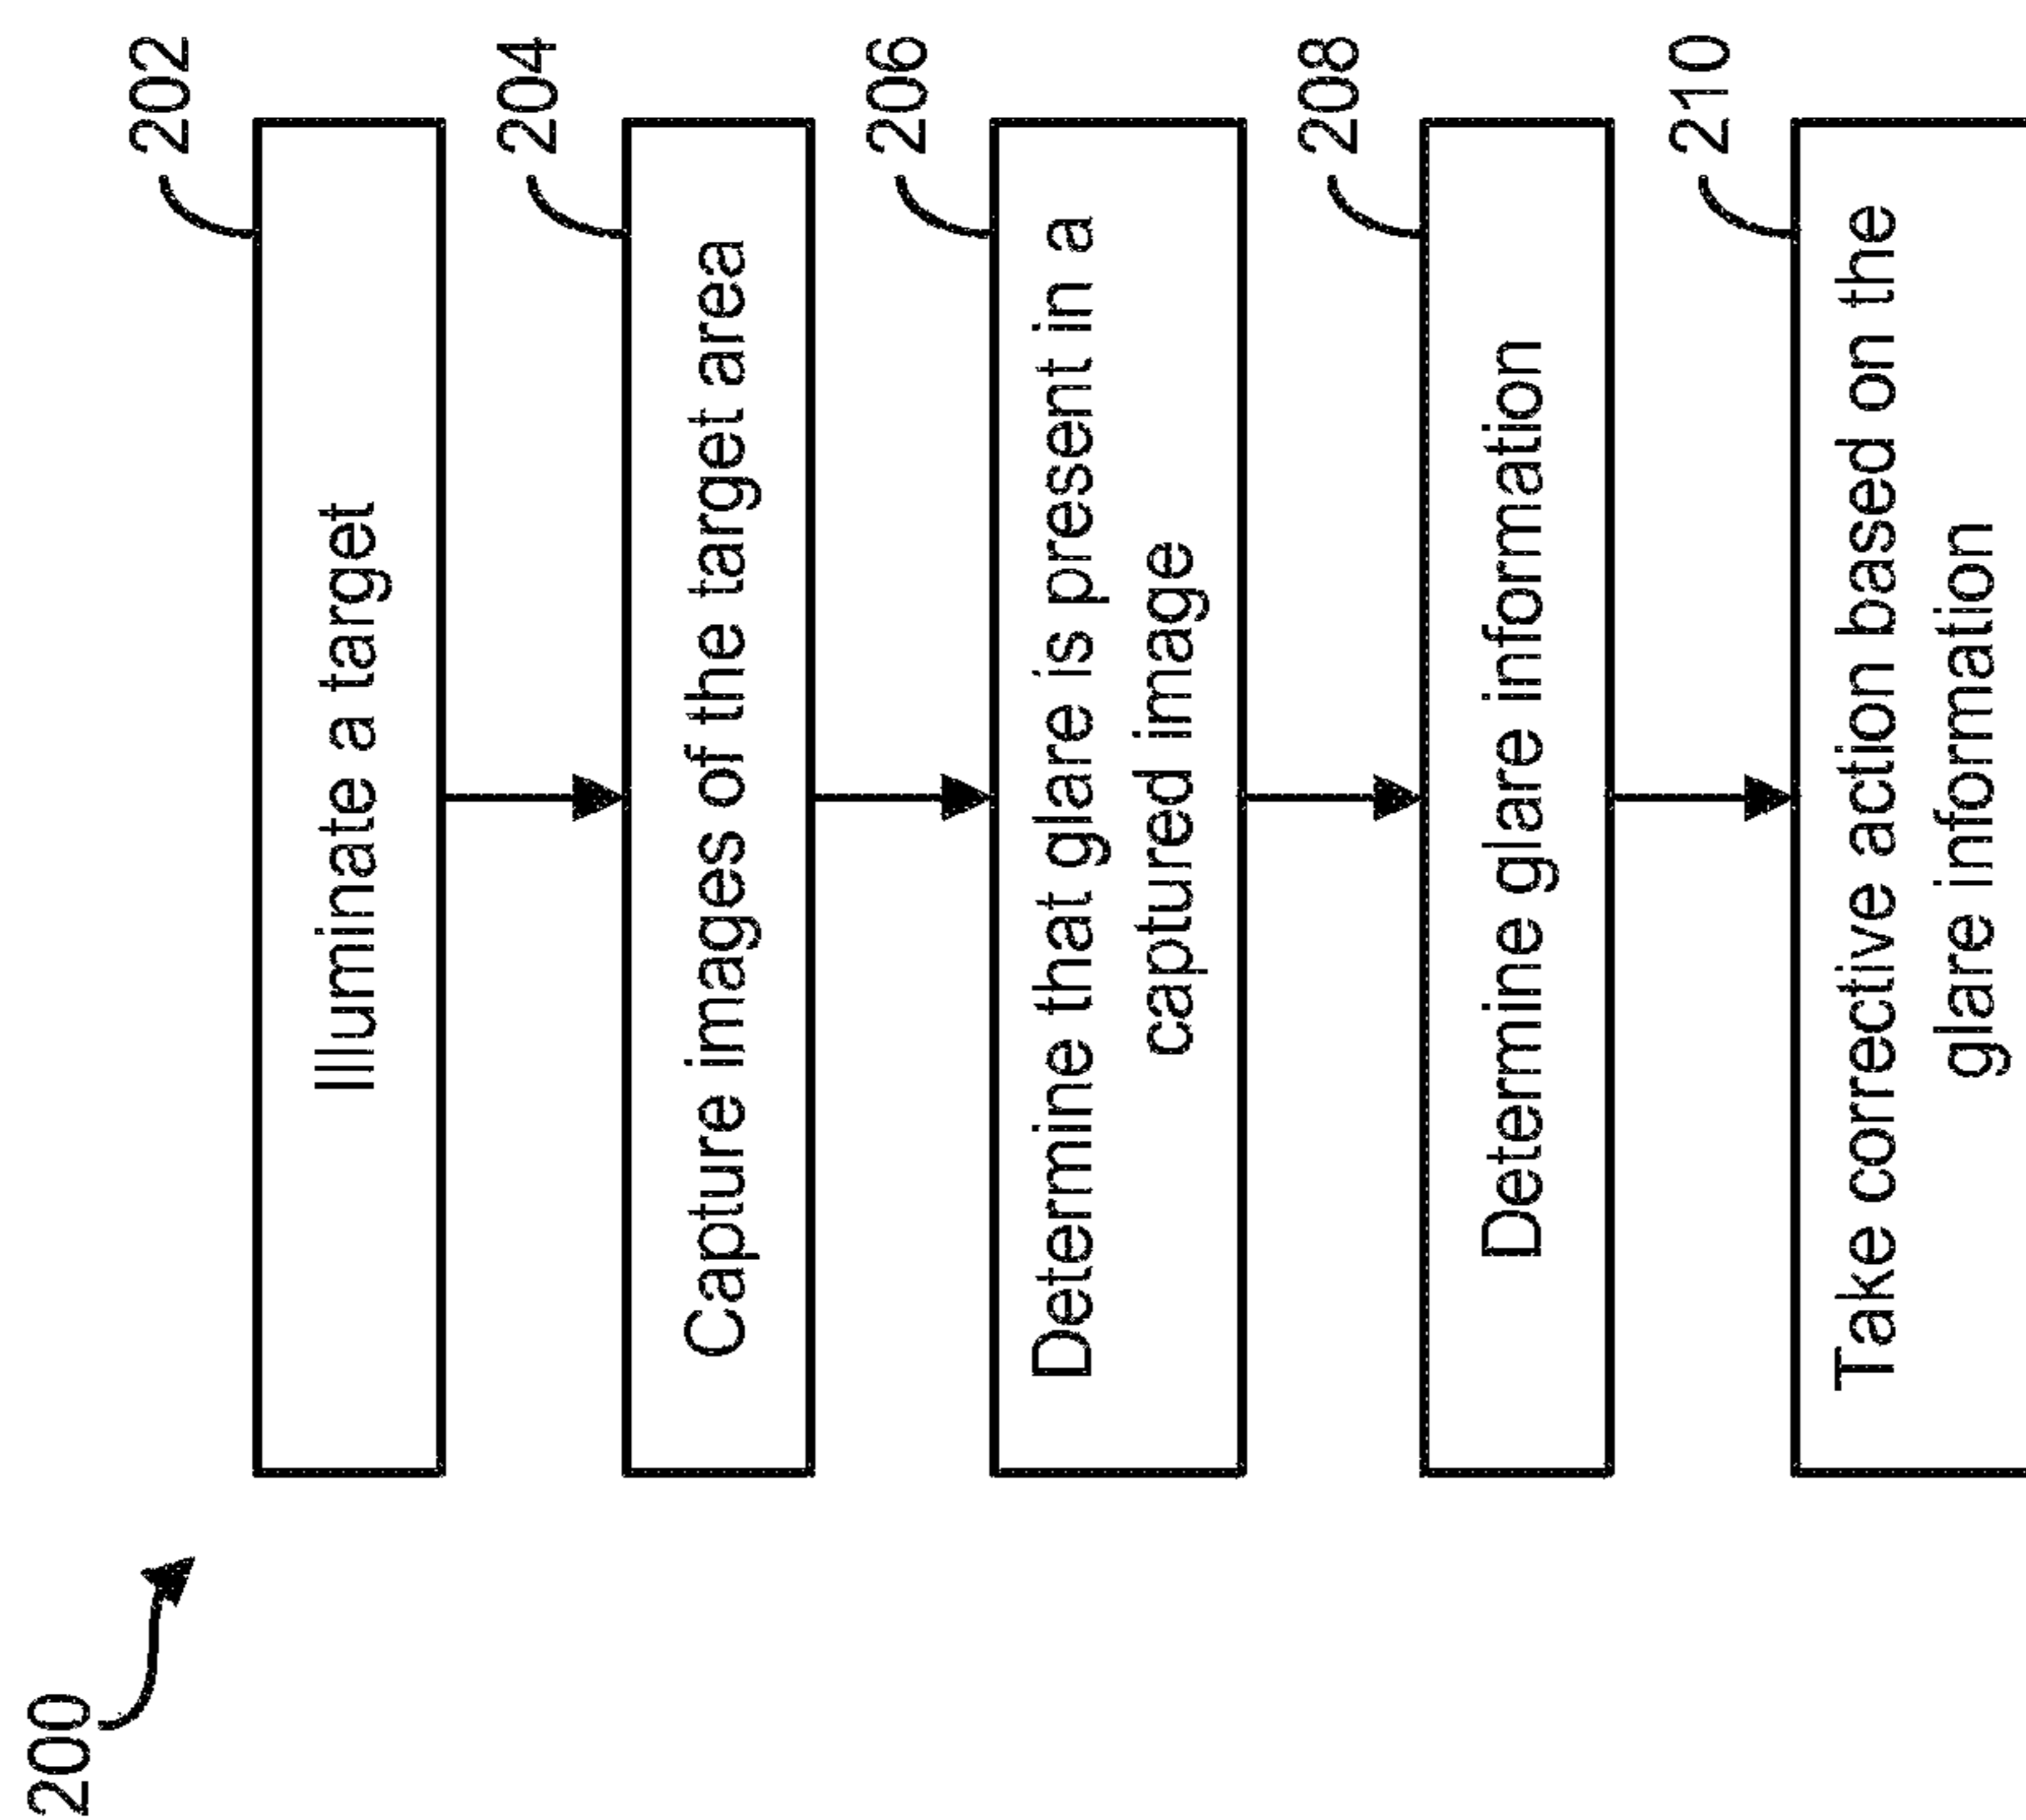 200
202
Illuminate a target
204
Capture images of the target area
206
Determine that glare is present in a
captured image
208
Determine glare information
210
Take corrective action based on the
glare information